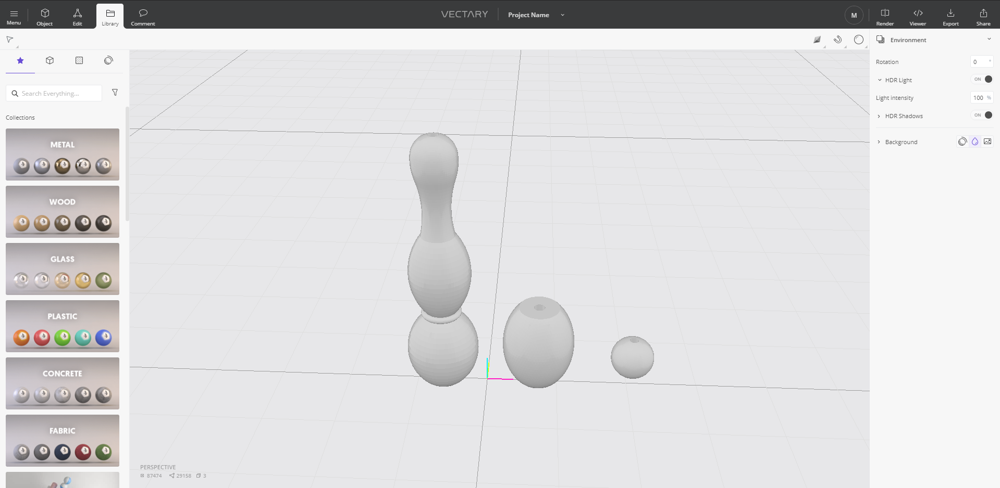 Menu
Object
Edit
Library
Comment
VECTARY
Project Name
M
Render
Viewer
Export
Share
Search Everything...
Collections
METAL
WOOD
GLASS
PLASTIC
CONCRETE
FABRIC
PERSPECTIVE
87474 29158 3
Environment
Rotation 0 °
HDR Light ON
Light intensity 100 %
HDR Shadows ON
Background